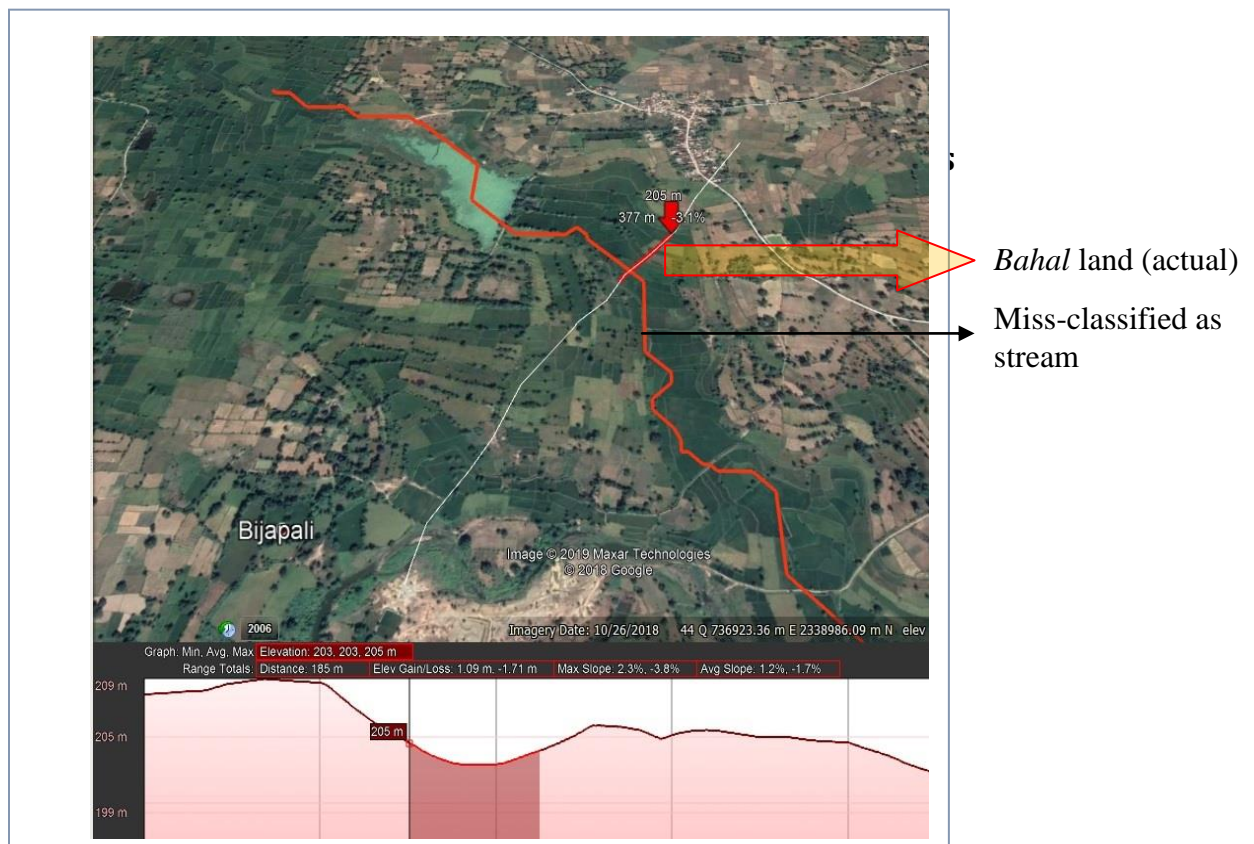 s
205 m
377 m -3.1%
Bahal land (actual)
Miss-classified as
stream
Bijapali
Image © 2019 Maxar Technologies
© 2018 Google
2006
Imagery Date: 10/26/2018 44 Q 736923.36 m E 2338986.09 m N elev
Graph: Min, Avg, Max Elevation: 203, 203, 205 m
Range Totals: Distance: 185 m Elev Gain/Loss: 1.09 m, -1.71 m Max Slope: 2.3%, -3.8% Avg Slope: 1.2%, -1.7%
209 m
205 m
205 m
199 m